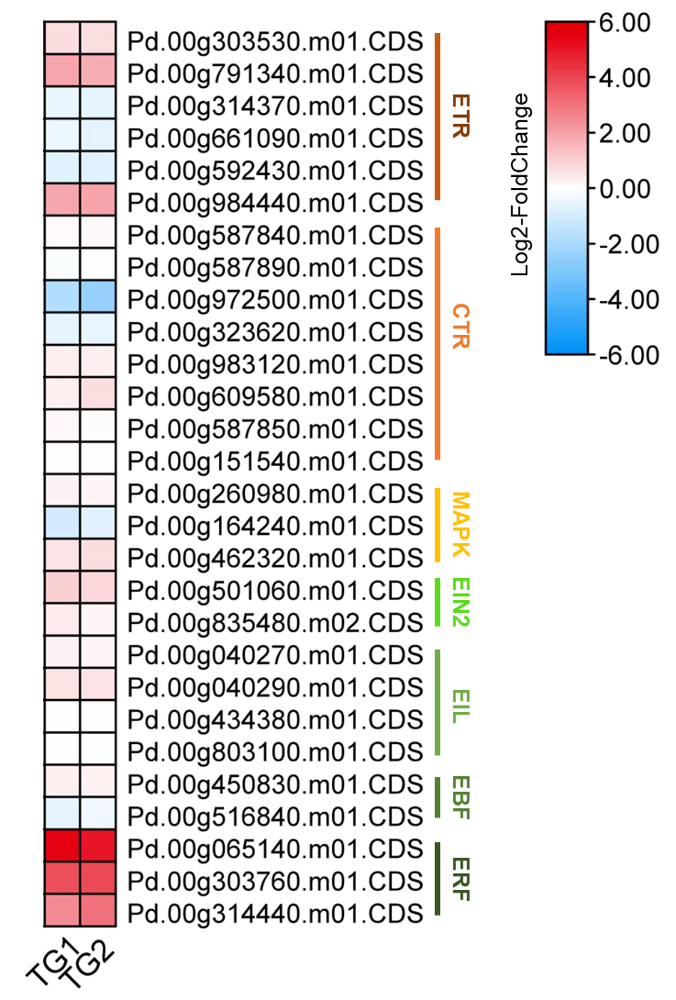 Pd.00g303530.m01.CDS
Pd.00g791340.m01.CDS
Pd.00g314370.m01.CDS
Pd.00g661090.m01.CDS
Pd.00g592430.m01.CDS
Pd.00g984440.m01.CDS
Pd.00g587840.m01.CDS
Pd.00g587890.m01.CDS
Pd.00g972500.m01.CDS
Pd.00g323620.m01.CDS
Pd.00g983120.m01.CDS
Pd.00g609580.m01.CDS
Pd.00g587850.m01.CDS
Pd.00g151540.m01.CDS
Pd.00g260980.m01.CDS
Pd.00g164240.m01.CDS
Pd.00g462320.m01.CDS
Pd.00g501060.m01.CDS
Pd.00g835480.m02.CDS
Pd.00g040270.m01.CDS
Pd.00g040290.m01.CDS
Pd.00g434380.m01.CDS
Pd.00g803100.m01.CDS
Pd.00g450830.m01.CDS
Pd.00g516840.m01.CDS
Pd.00g065140.m01.CDS
Pd.00g303760.m01.CDS
Pd.00g314440.m01.CDS
TG1
TG2
ETR
CTR
MAPK
EIN2
EIL
EBF
ERF
Log2-FoldChange
6.00
4.00
2.00
0.00
-2.00
-4.00
-6.00